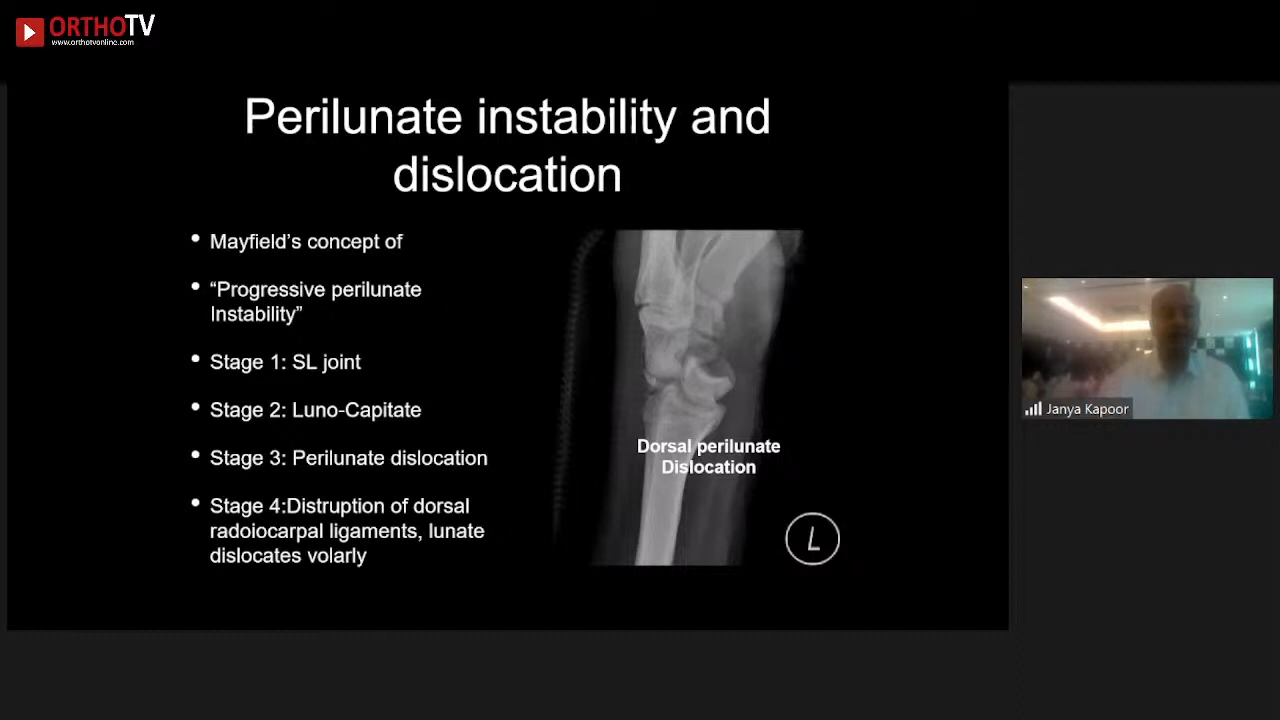 ORTHOTV
www.orthotvonline.com
Perilunate instability and
dislocation
• Mayfield’s concept of
• “Progressive perilunate
Instability”
• Stage 1: SL joint
• Stage 2: Luno-Capitate
• Stage 3: Perilunate dislocation
• Stage 4:Distruption of dorsal
radoiocarpal ligaments, lunate
dislocates volarly
Dorsal perilunate
Dislocation
L
Janya Kapoor